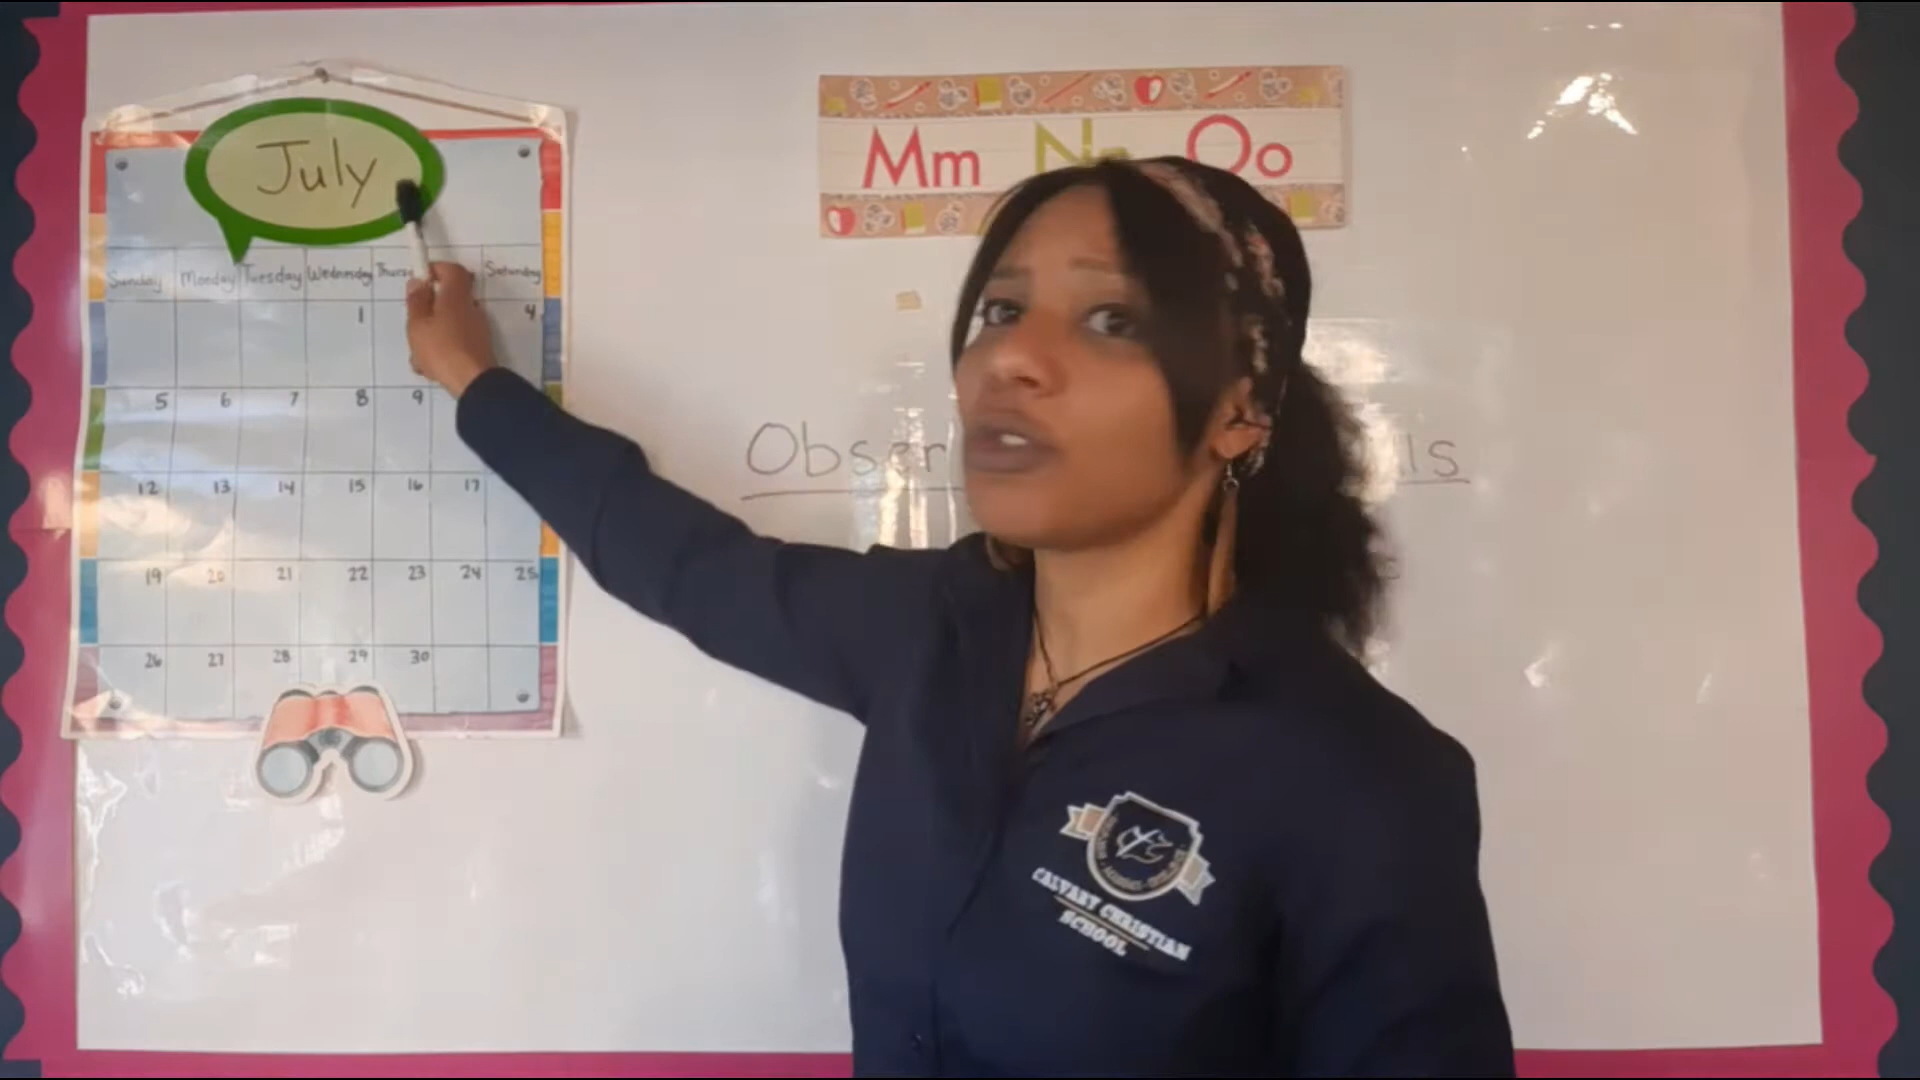 July
Mm Nn Oo
Sunday Monday Tuesday Wednesday Saturday
1 4
5 6 7 8 9
12 13 14 15 16 17
19 20 21 22 23 24 25
26 27 28 29 30
CALVARY CHRISTIAN
SCHOOL